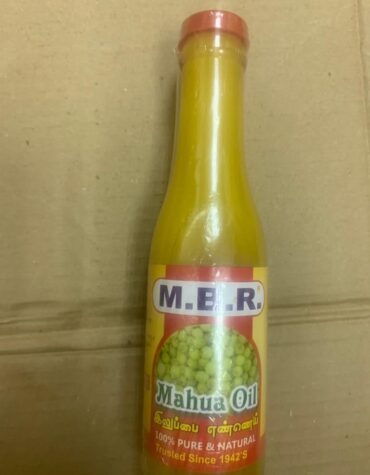 M.B.R.
Mahua Oil
இலுப்பை எண்ணெய்
100% PURE & NATURAL
Trusted Since 1942'S